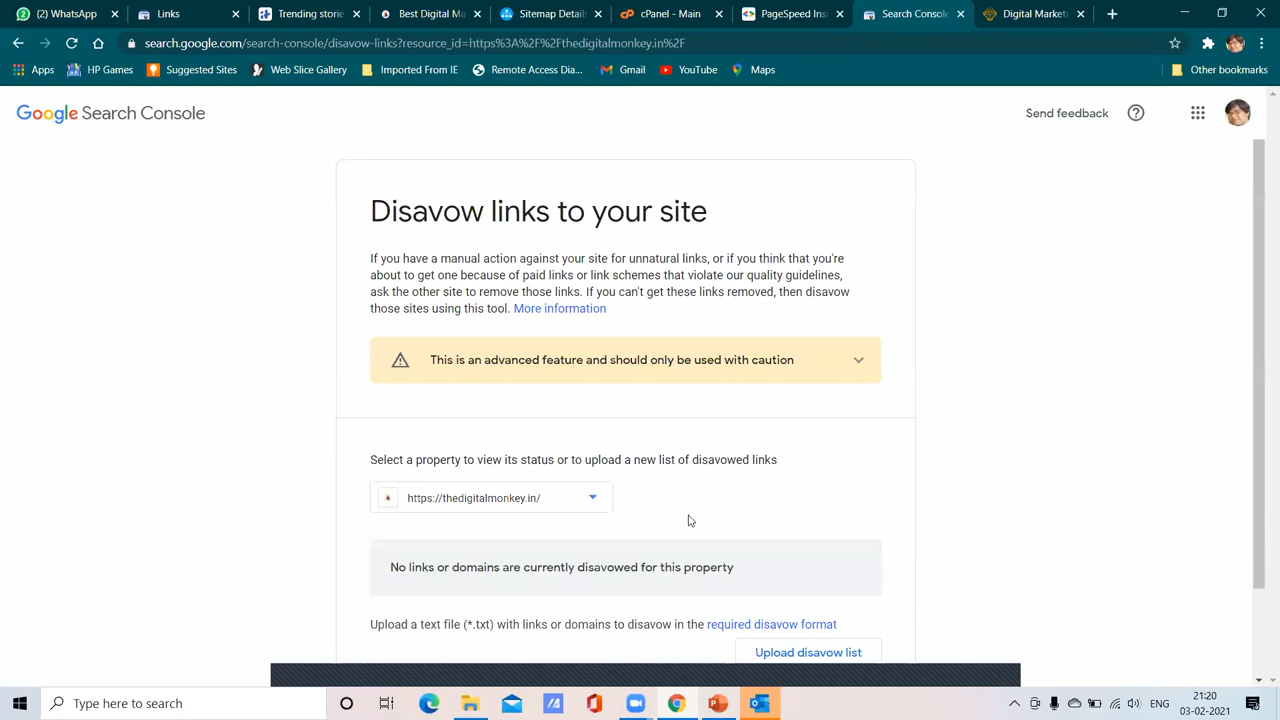 (2) WhatsApp
Links
Trending stories
Best Digital Ma
Sitemap Details
cPanel - Main
PageSpeed Ins
Search Console
Digital Marketi
search.google.com/search-console/disavow-links?resource_id=https%3A%2F%2Fthedigitalmonkey.in%2F
Apps HP Games Suggested Sites Web Slice Gallery Imported From IE Remote Access Dia... Gmail YouTube Maps Other bookmarks
Google Search Console
Send feedback
Disavow links to your site
If you have a manual action against your site for unnatural links, or if you think that you're
about to get one because of paid links or link schemes that violate our quality guidelines,
ask the other site to remove those links. If you can't get these links removed, then disavow
those sites using this tool. More information
This is an advanced feature and should only be used with caution
Select a property to view its status or to upload a new list of disavowed links
https://thedigitalmonkey.in/
No links or domains are currently disavowed for this property
Upload a text file (*.txt) with links or domains to disavow in the required disavow format
Upload disavow list
Type here to search
ENG
21:20
03-02-2021